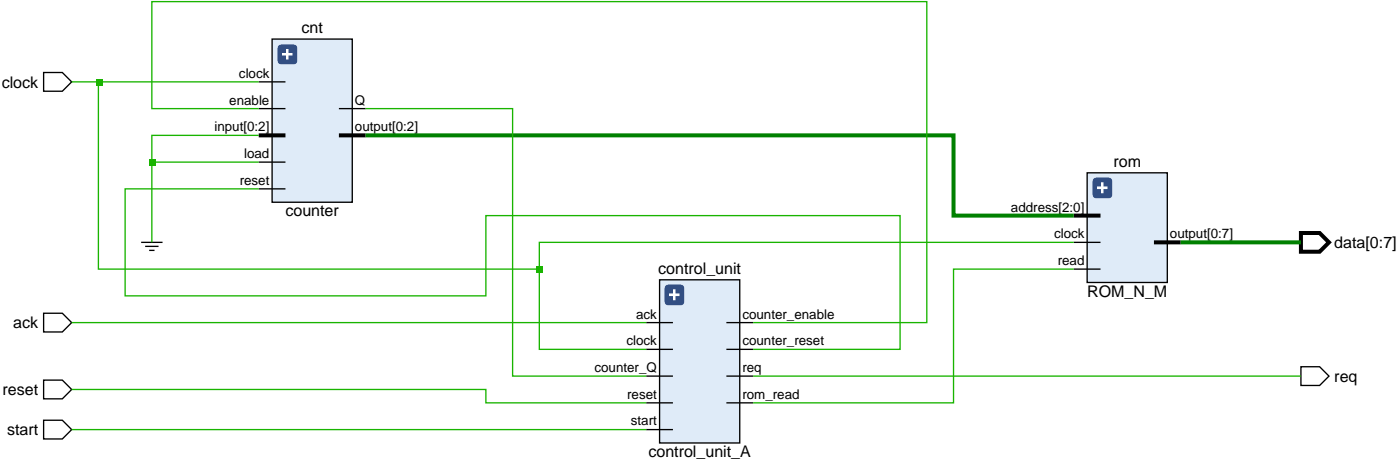 cnt
clock
clock
enable
Q
input[0:2]
output[0:2]
load
reset
counter
rom
address[2:0]
clock
output[0:7]
data[0:7]
read
ROM_N_M
control_unit
ack
ack
counter_enable
clock
counter_reset
counter_Q
req
req
reset
reset
rom_read
start
start
control_unit_A